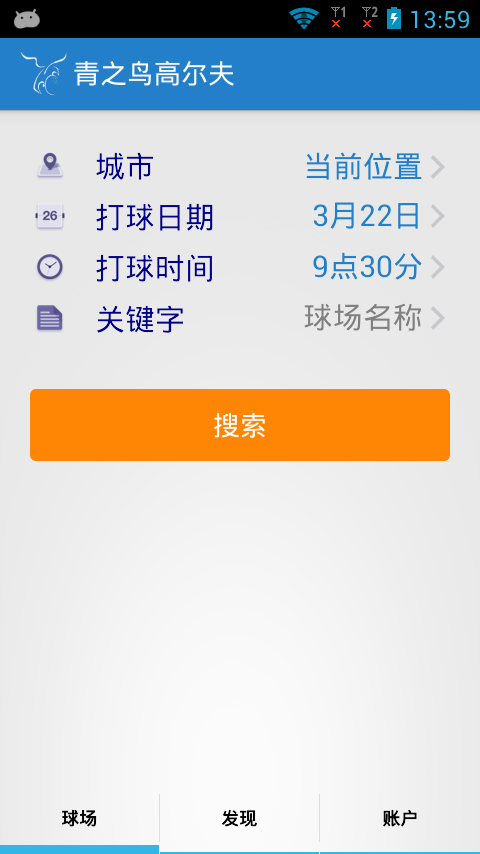 1 2 13:59
青之鸟高尔夫
城市 当前位置
26
打球日期 3月22日
打球时间 9点30分
关键字 球场名称
搜索
球场 发现 账户